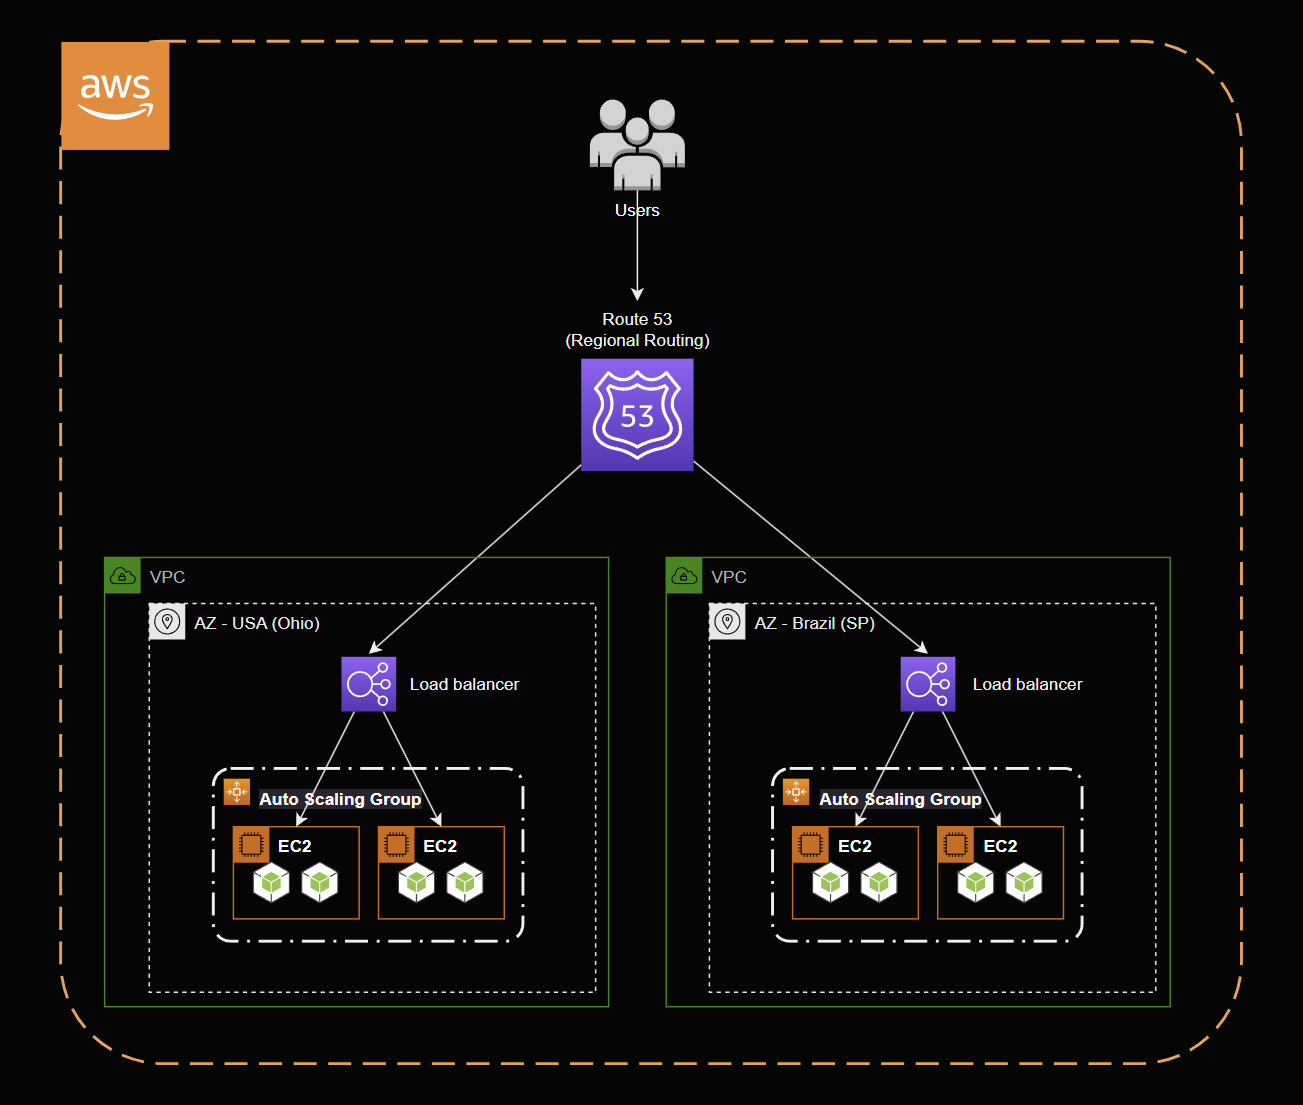 aws
Users
Route 53
(Regional Routing)
53
VPC
AZ - USA (Ohio)
Load balancer
Auto Scaling Group
EC2
EC2
VPC
AZ - Brazil (SP)
Load balancer
Auto Scaling Group
EC2
EC2